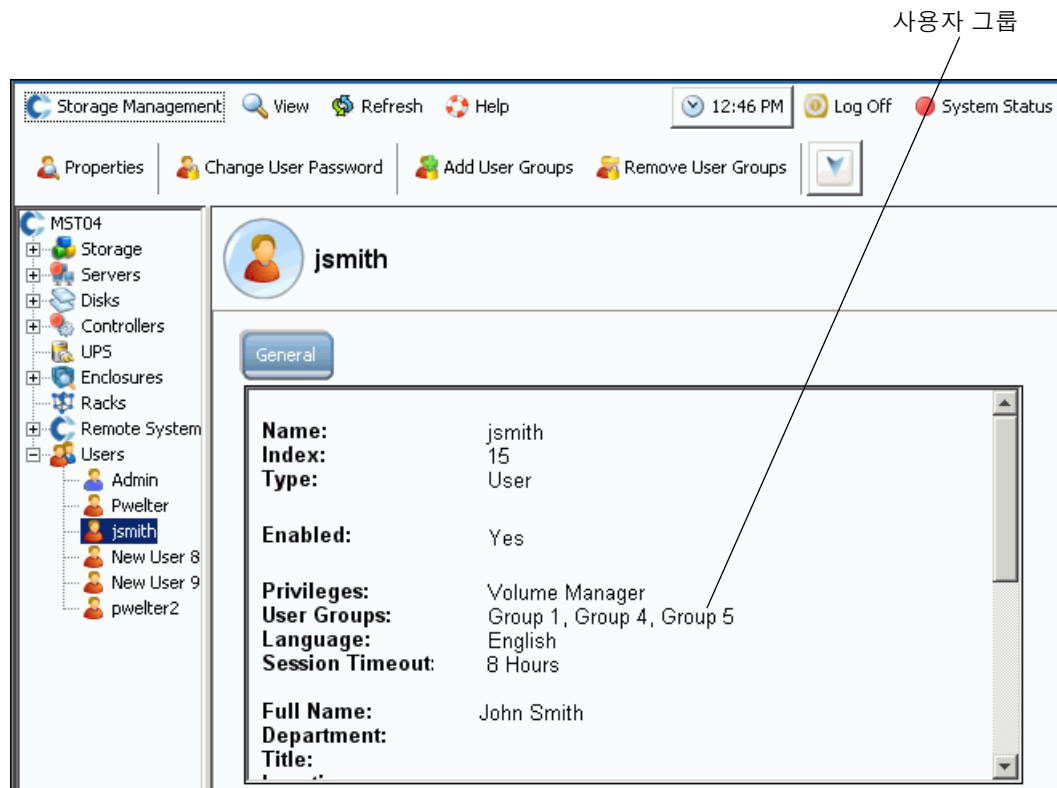 사용자 그룹
Storage Management View Refresh Help 12:46 PM Log Off System Status
Properties Change User Password Add User Groups Remove User Groups
MST04
Storage
Servers
Disks
Controllers
UPS
Enclosures
Racks
Remote System
Users
Admin
Pwelter
jsmith
New User 8
New User 9
pwelter2
jsmith
General
Name: jsmith
Index: 15
Type: User
Enabled: Yes
Privileges: Volume Manager
User Groups: Group 1, Group 4, Group 5
Language: English
Session Timeout: 8 Hours
Full Name: John Smith
Department:
Title: